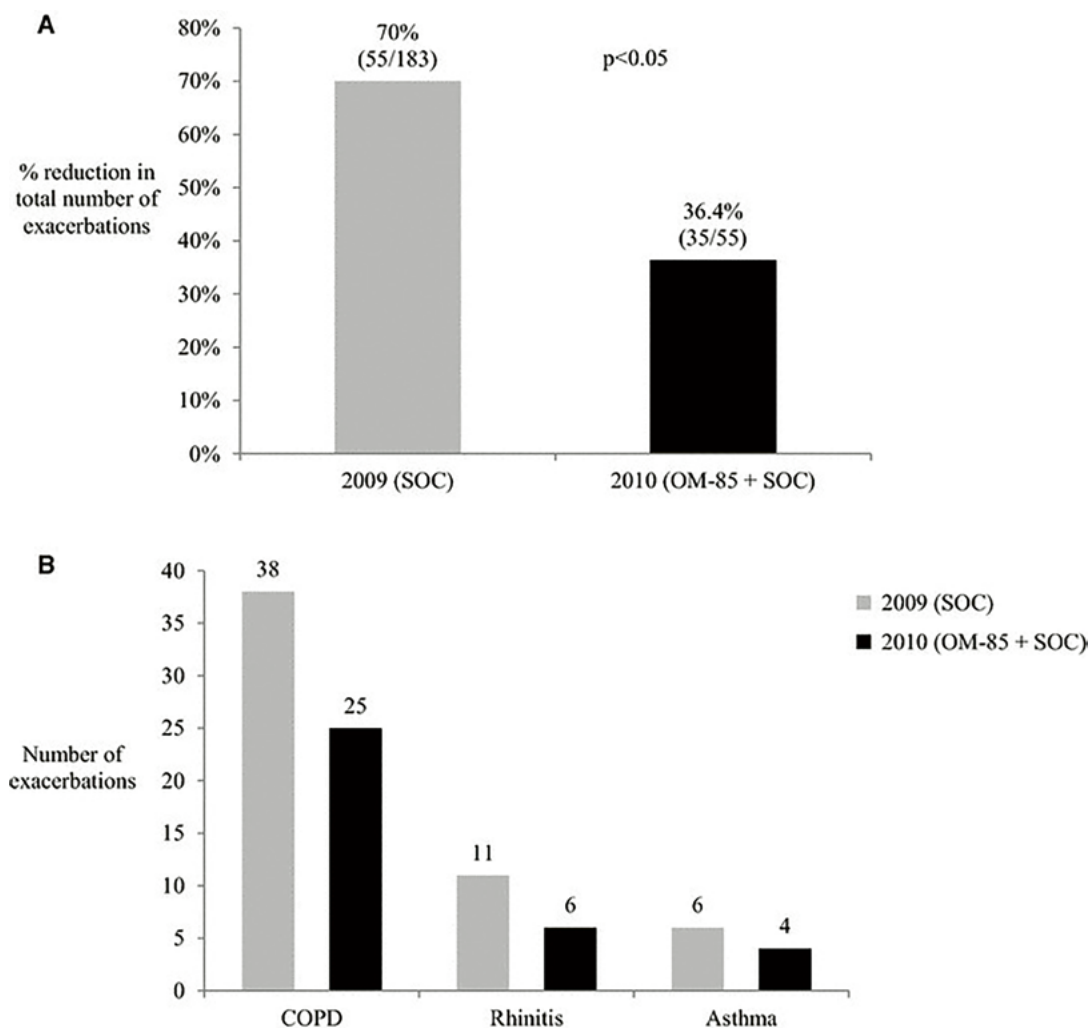 A
80%
70%
60%
50%
40%
30%
20%
10%
0%
% reduction in
total number of
exacerbations
70%
(55/183)
p<0.05
36.4%
(35/55)
2009 (SOC)
2010 (OM-85 + SOC)
B
40
35
30
25
20
15
10
5
0
Number of
exacerbations
38
25
11
6
6
4
COPD
Rhinitis
Asthma
2009 (SOC)
2010 (OM-85 + SOC)